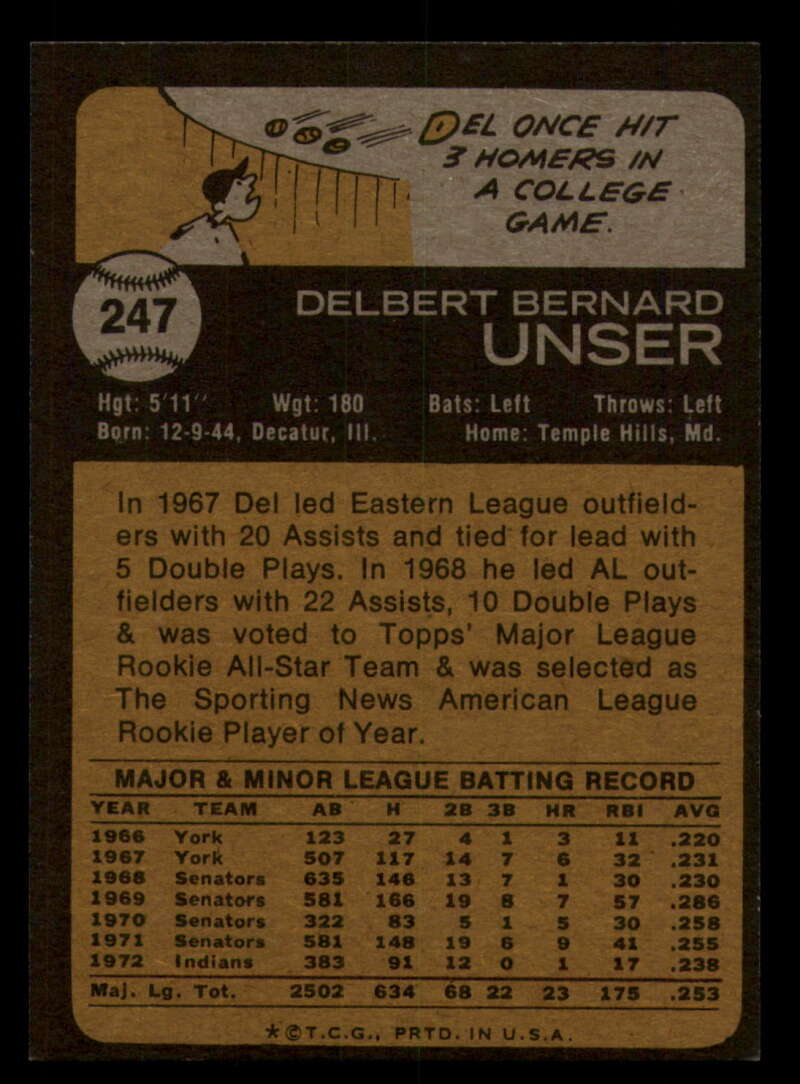 DEL ONCE HIT
3 HOMERS IN
A COLLEGE
GAME.
247
DELBERT BERNARD
UNSER
Hgt: 5'11" Wgt: 180 Bats: Left Throws: Left
Born: 12-9-44, Decatur, Ill. Home: Temple Hills, Md.
In 1967 Del led Eastern League outfield-
ers with 20 Assists and tied for lead with
5 Double Plays. In 1968 he led AL out-
fielders with 22 Assists, 10 Double Plays
& was voted to Topps' Major League
Rookie All-Star Team & was selected as
The Sporting News American League
Rookie Player of Year.
MAJOR & MINOR LEAGUE BATTING RECORD
YEAR TEAM AB H 2B 3B HR RBI AVG
1966 York 123 27 4 1 3 11 .220
1967 York 507 117 14 7 6 32 .231
1968 Senators 635 146 13 7 1 30 .230
1969 Senators 581 166 19 8 7 57 .286
1970 Senators 322 83 5 1 5 30 .258
1971 Senators 581 148 19 6 9 41 .255
1972 Indians 383 91 12 0 1 17 .238
Maj. Lg. Tot. 2502 634 68 22 23 175 .253
*©T.C.G., PRTD. IN U.S.A.